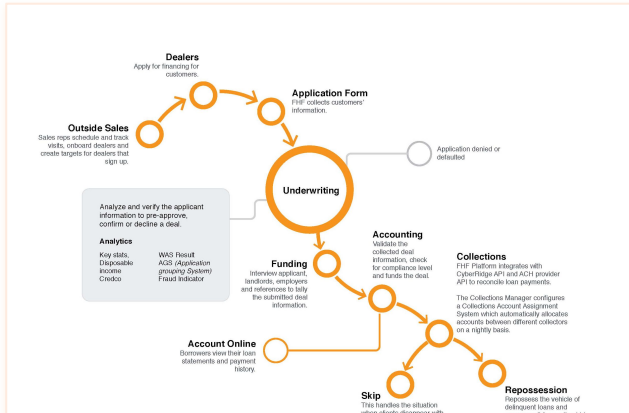 Dealers
Apply for financing for
customers.
Application Form
FHF collects customers'
information.
Outside Sales
Sales reps schedule and track
visits, onboard dealers and
create targets for dealers that
sign up.
Application denied or
defaulted
Underwriting
Analyze and verify the applicant
information to pre-approve,
confirm or decline a deal.
Analytics
Key stats,
Disposable
income
Credco
WAS Result
AGS (Application
grouping System)
Fraud Indicator
Accounting
Validate the
collected deal
information, check
for compliance level
and funds the deal.
Funding
Interview applicant,
landlords, employers
and references to tally
the submitted deal
information.
Collections
FHF Platform integrates with
CyberRidge API and ACH provider
API to reconcile loan payments.
The Collections Manager configures
a Collections Account Assignment
System which automatically allocates
accounts between different collectors
on a nightly basis.
Account Online
Borrowers view their loan
statements and payment
history.
Skip
This handles the situation
when clients disappear with
Repossession
Repossess the vehicle of
delinquent loans and